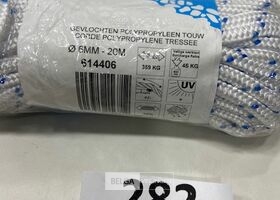 GEVLOCHTEN POLYPROPYLEEN TOUW
CORDE POLYPROPYLENE TRESSEE
Ø 6MM - 20M
614406
359 KG
45 KG
UV
282